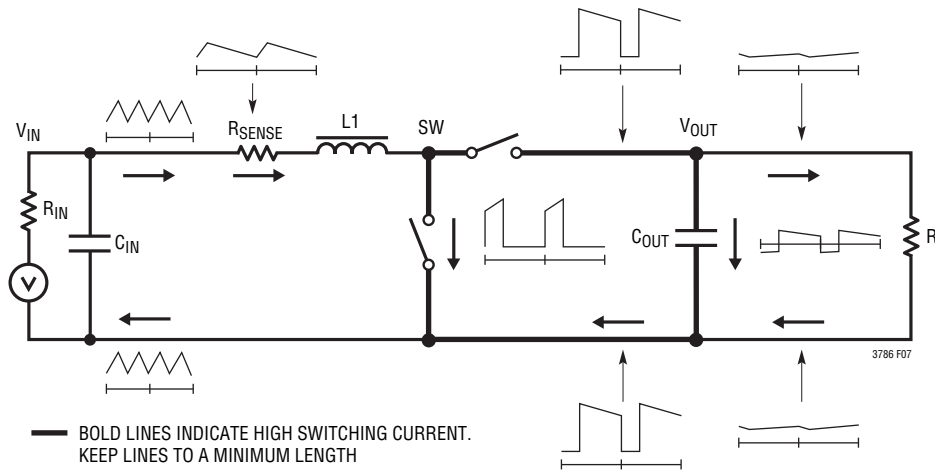 V_IN
R_SENSE
L1
SW
V_OUT
R_IN
C_IN
C_OUT
R
V
3786 F07
BOLD LINES INDICATE HIGH SWITCHING CURRENT.
KEEP LINES TO A MINIMUM LENGTH